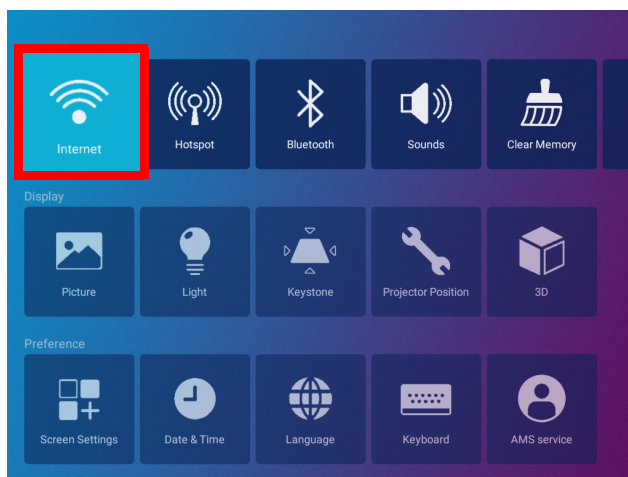 Internet
Hotspot
Bluetooth
Sounds
Clear Memory
Display
Picture
Light
Keystone
Projector Position
3D
Preference
Screen Settings
Date & Time
Language
Keyboard
AMS service